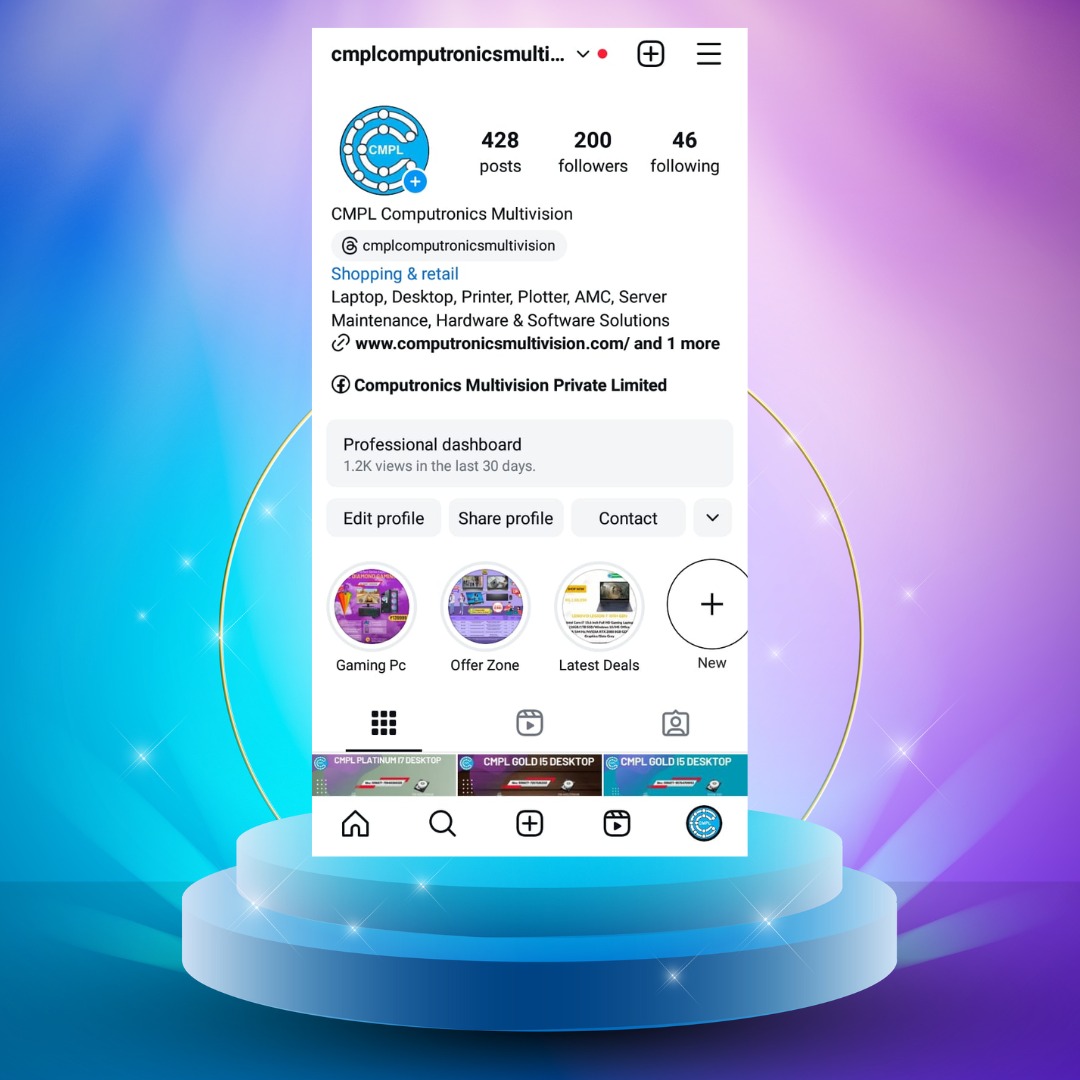 cmplcomputronicsmulti...
CMPL
428 200 46
posts followers following
CMPL Computronics Multivision
cmplcomputronicsmultivision
Shopping & retail
Laptop, Desktop, Printer, Plotter, AMC, Server
Maintenance, Hardware & Software Solutions
www.computronicsmultivision.com/ and 1 more
Computronics Multivision Private Limited
Professional dashboard
1.2K views in the last 30 days.
Edit profile Share profile Contact
Gaming Pc Offer Zone Latest Deals New
CMPL PLATINUM I7 DESKTOP CMPL GOLD I5 DESKTOP CMPL GOLD I5 DESKTOP
CMPL